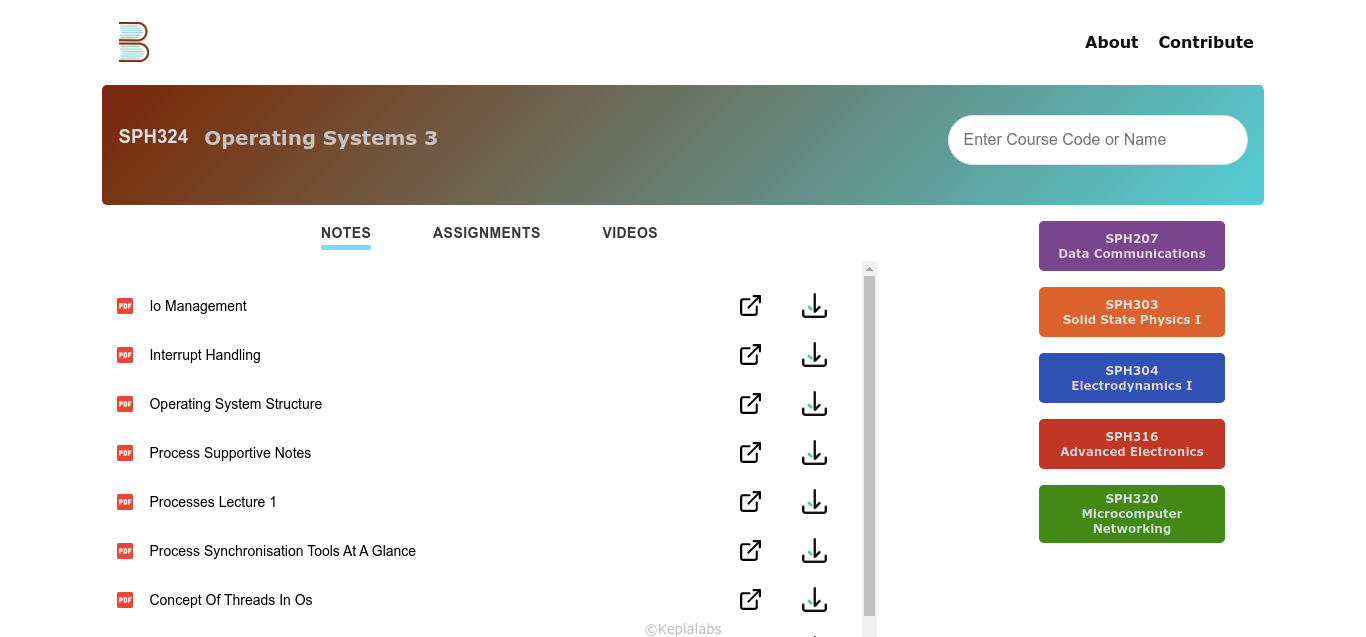 About Contribute
SPH324 Operating Systems 3
Enter Course Code or Name
NOTES ASSIGNMENTS VIDEOS
PDF Io Management
PDF Interrupt Handling
PDF Operating System Structure
PDF Process Supportive Notes
PDF Processes Lecture 1
PDF Process Synchronisation Tools At A Glance
PDF Concept Of Threads In Os
SPH207
Data Communications
SPH303
Solid State Physics I
SPH304
Electrodynamics I
SPH316
Advanced Electronics
SPH320
Microcomputer
Networking
©Keplalabs